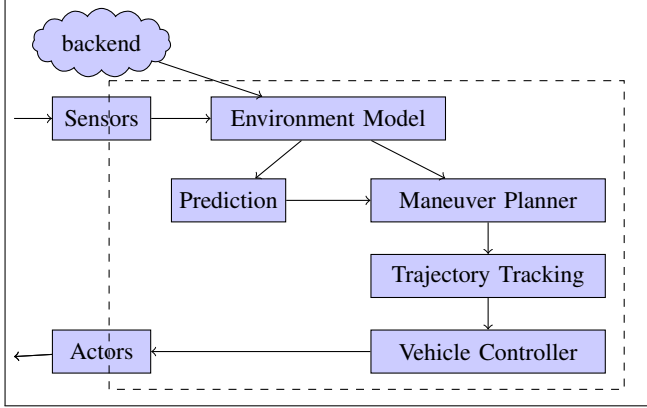 backend
Sensors
Environment Model
Prediction
Maneuver Planner
Trajectory Tracking
Actors
Vehicle Controller